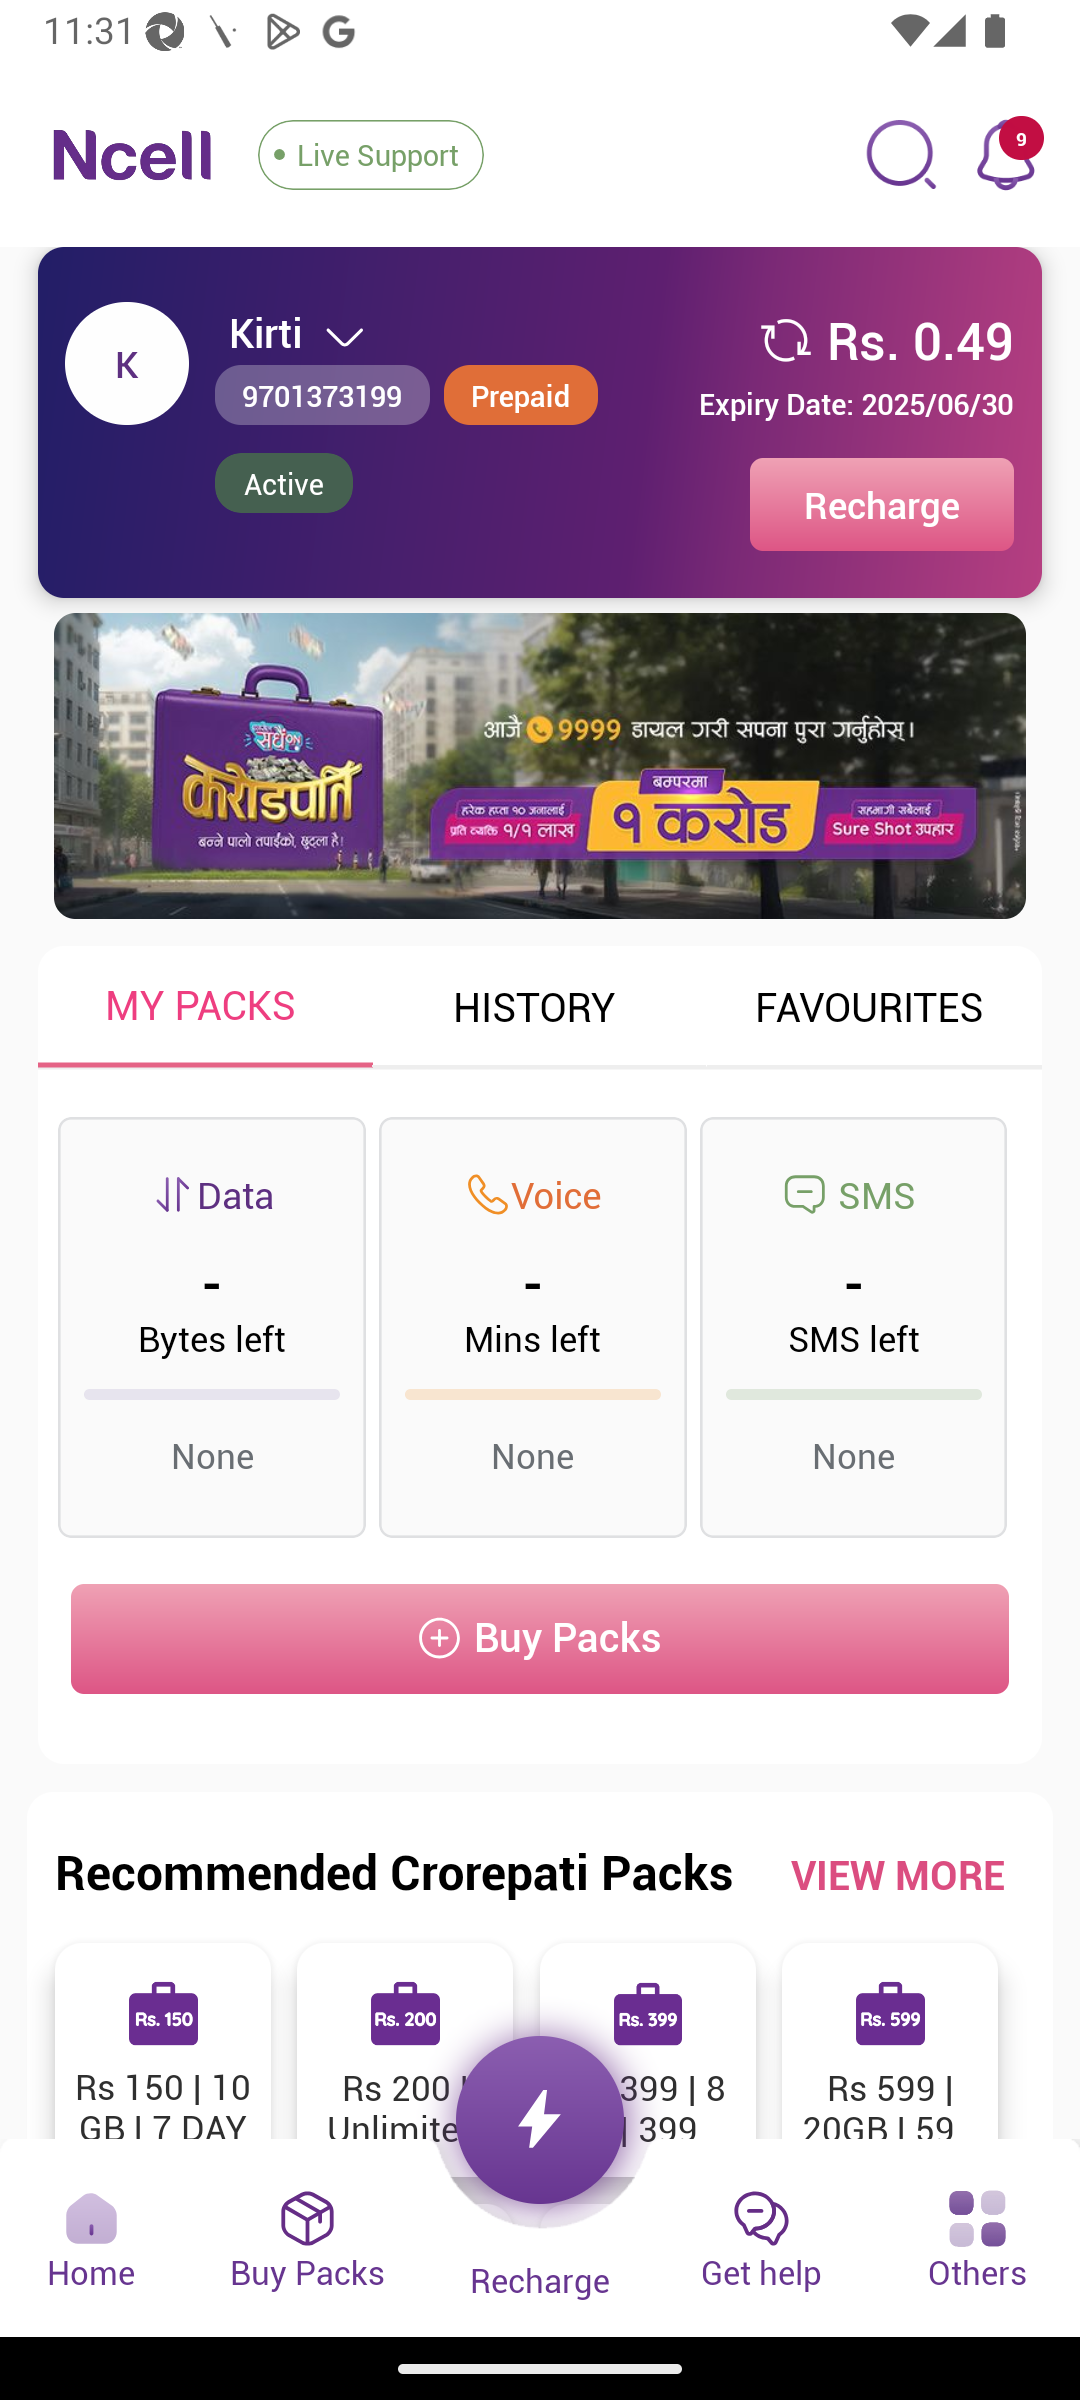 11:31
Ncell
Live Support
9
K
Kirti
9701373199
Prepaid
Active
Rs. 0.49
Expiry Date: 2025/06/30
Recharge
आजै 9999 डायल गरी सपना पुरा गर्नुहोस्।
करोडपति
बन्ने पालो तपाईंको, छुट्ला है!
बम्परमा
१ करोड
हरेक हप्ता १० जनालाई
प्रति व्यक्ति १/१ लाख
सहभागी सबैलाई
Sure Shot उपहार
MY PACKS
HISTORY
FAVOURITES
Data
-
Bytes left
None
Voice
-
Mins left
None
SMS
-
SMS left
None
Buy Packs
Recommended Crorepati Packs
VIEW MORE
Rs. 150
Rs 150 | 10
GB | 7 DAY
Rs. 200
Rs 200
Unlimite
Rs. 399
399 | 8
| 399
Rs. 599
Rs 599 |
20GB | 59
Home
Buy Packs
Recharge
Get help
Others